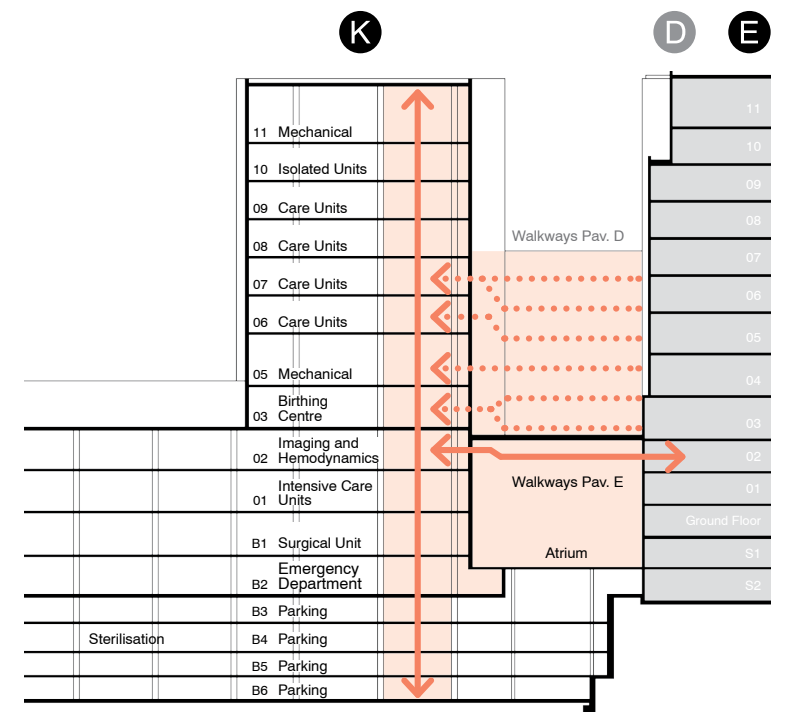 K
D
E
11 Mechanical
10 Isolated Units
09 Care Units
08 Care Units
07 Care Units
06 Care Units
05 Mechanical
Birthing
03 Centre
Imaging and
02 Hemodynamics
Intensive Care
01 Units
B1 Surgical Unit
Emergency
B2 Department
B3 Parking
Sterilisation
B4 Parking
B5 Parking
B6 Parking
Walkways Pav. D
Walkways Pav. E
Atrium
11
10
09
08
07
06
05
04
03
02
01
Ground Floor
S1
S2